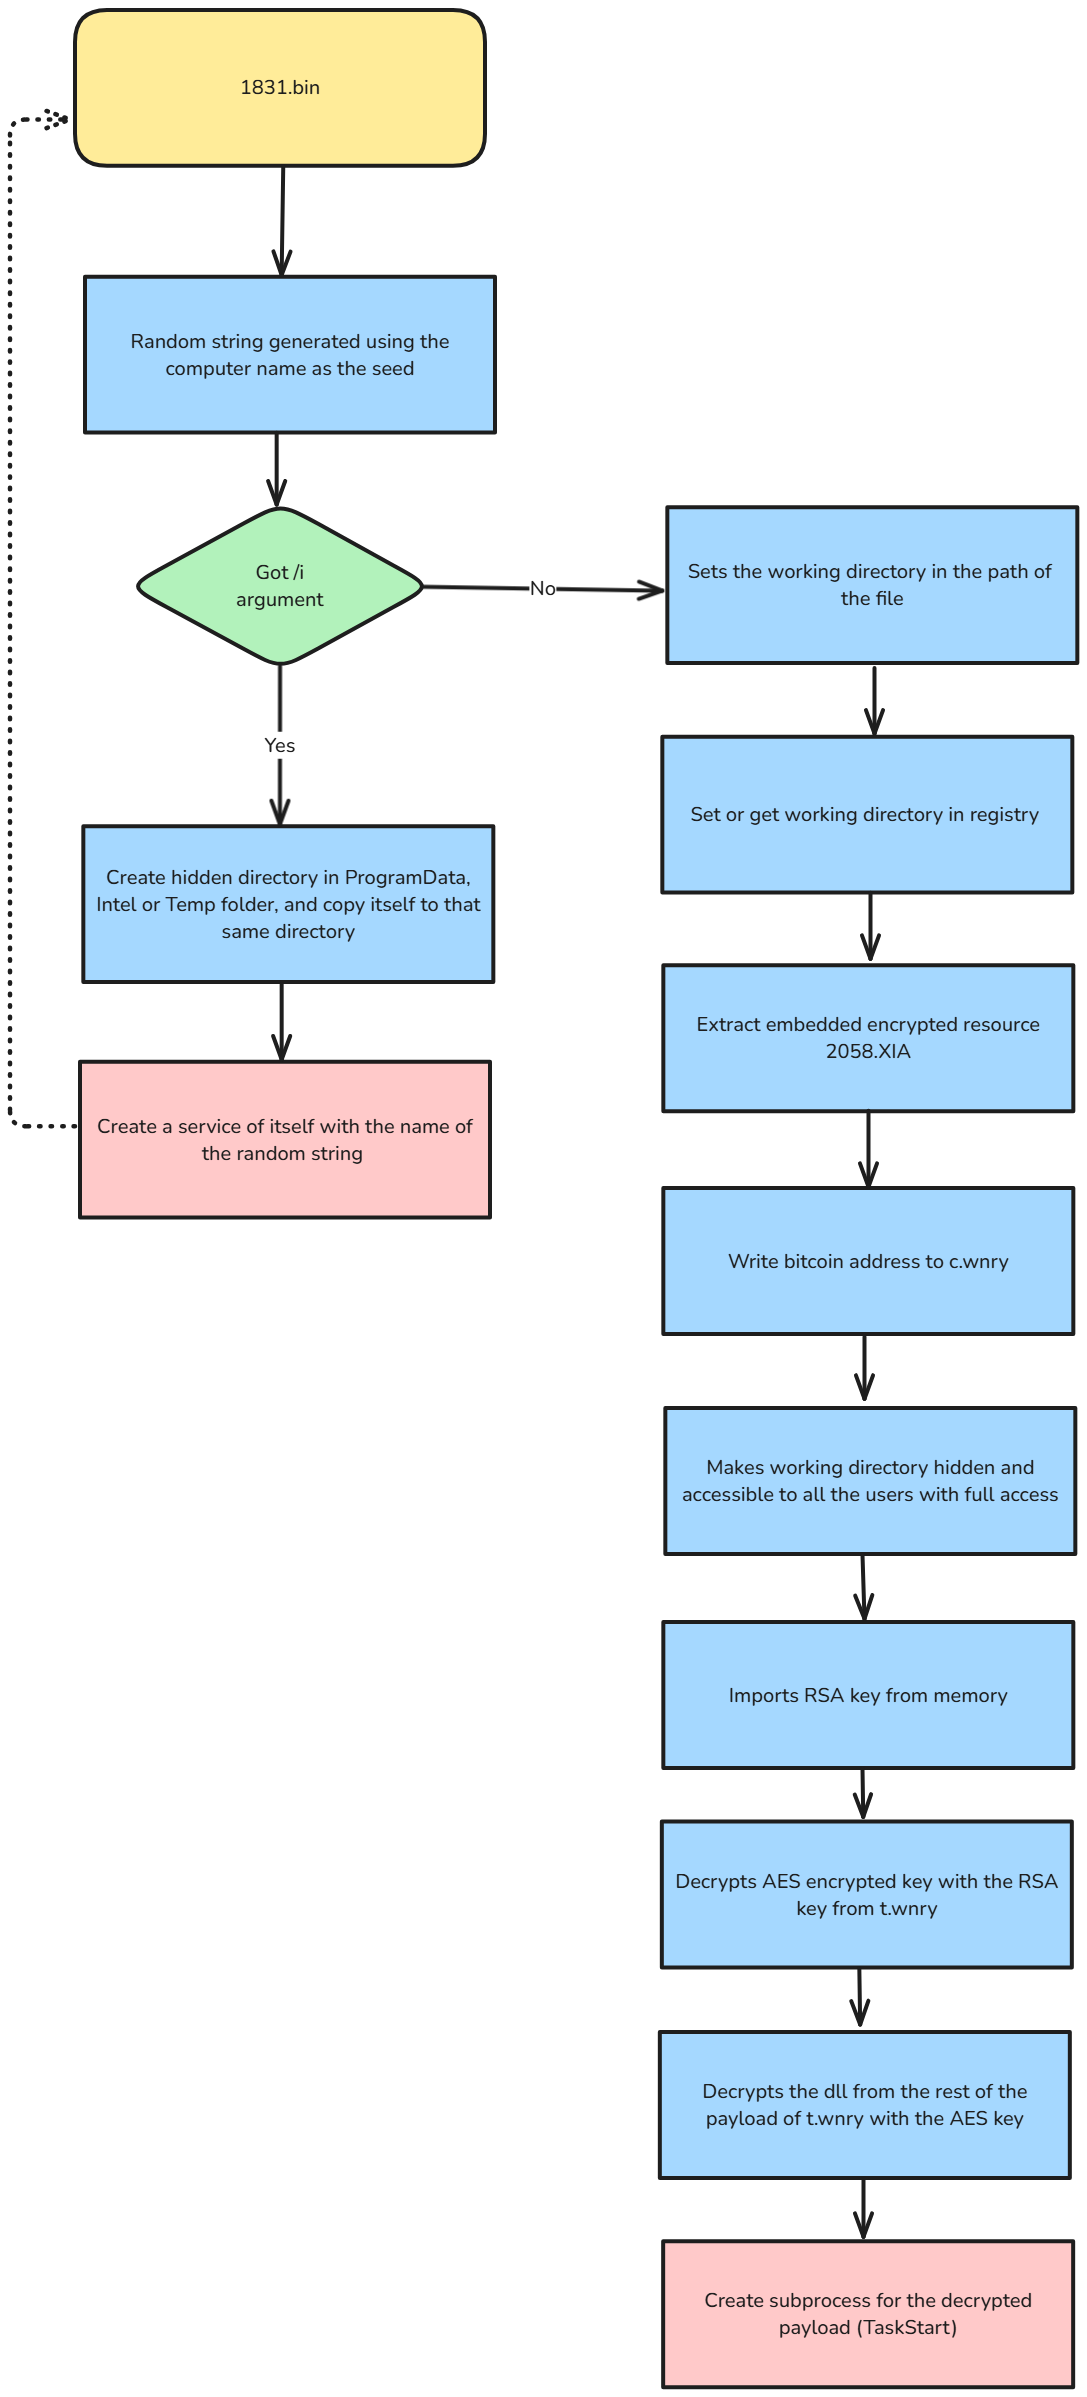 1831.bin
Random string generated using the
computer name as the seed
Got /i
argument
No
Yes
Create hidden directory in ProgramData,
Intel or Temp folder, and copy itself to that
same directory
Create a service of itself with the name of
the random string
Sets the working directory in the path of
the file
Set or get working directory in registry
Extract embedded encrypted resource
2058.XIA
Write bitcoin address to c.wnry
Makes working directory hidden and
accessible to all the users with full access
Imports RSA key from memory
Decrypts AES encrypted key with the RSA
key from t.wnry
Decrypts the dll from the rest of the
payload of t.wnry with the AES key
Create subprocess for the decrypted
payload (TaskStart)